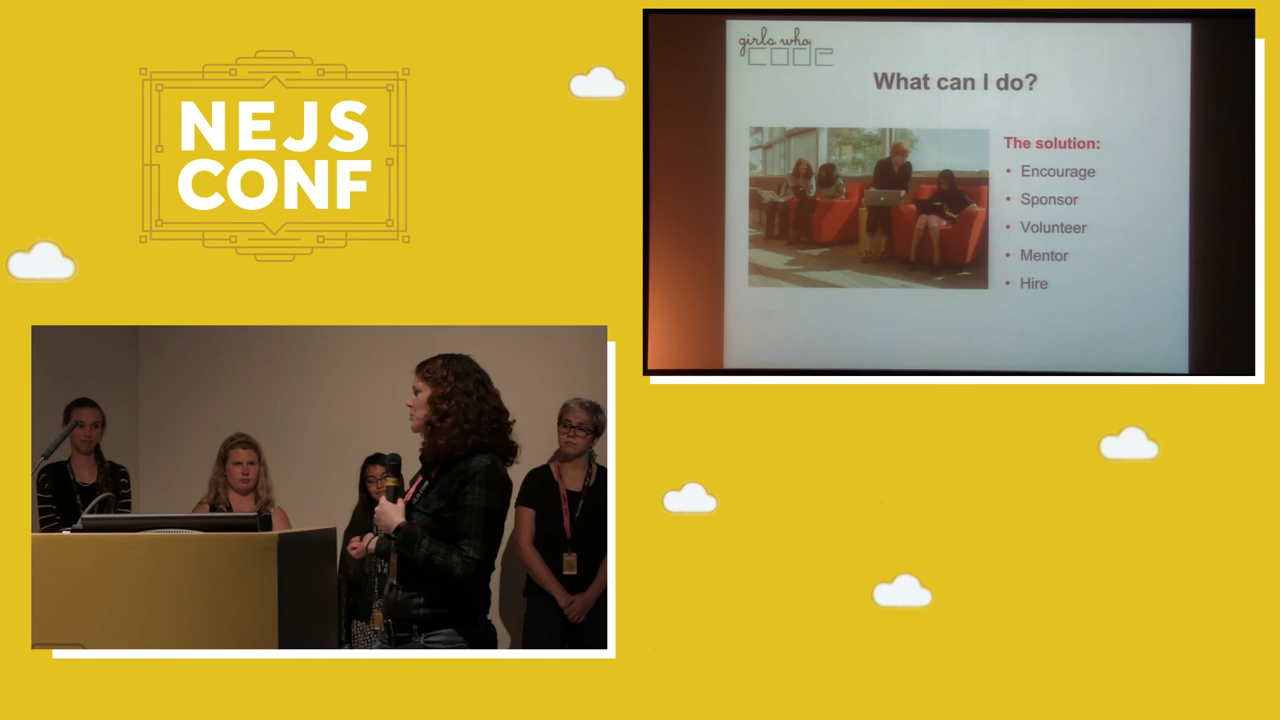 NEJS
CONF
girls who
code
What can I do?
The solution:
• Encourage
• Sponsor
• Volunteer
• Mentor
• Hire